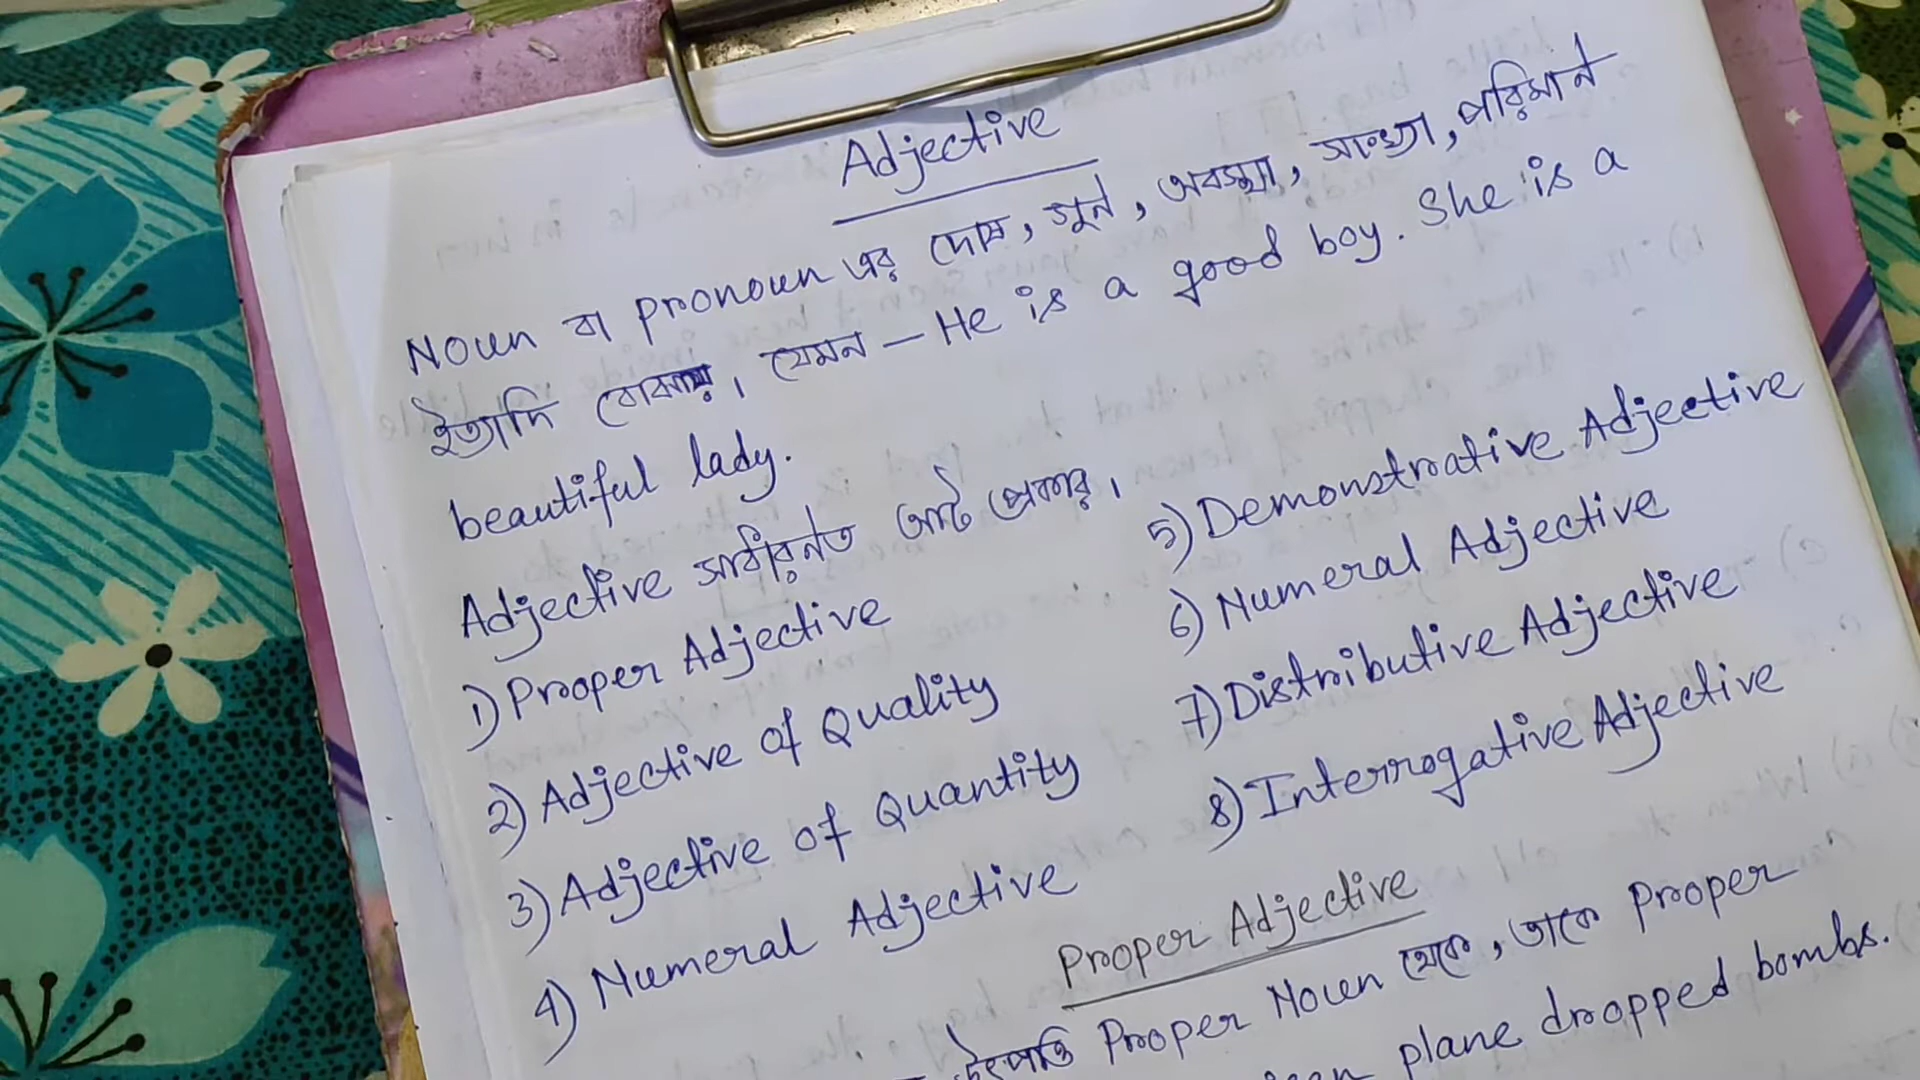 Adjective
Noun বা pronoun এর দোষ, গুন, অবস্থা, সংখ্যা, পরিমান
ইত্যাদি বোঝায়, যেমন — He is a good boy. She is a
beautiful lady.
Adjective সাধারনত আট প্রকার,
1) Proper Adjective
2) Adjective of Quality
3) Adjective of Quantity
4) Numeral Adjective
5) Demonstrative Adjective
6) Numeral Adjective
7) Distributive Adjective
8) Interrogative Adjective
Proper Adjective
উৎপত্তি Proper Noun থেকে, তাকে Proper
plane dropped bombs.